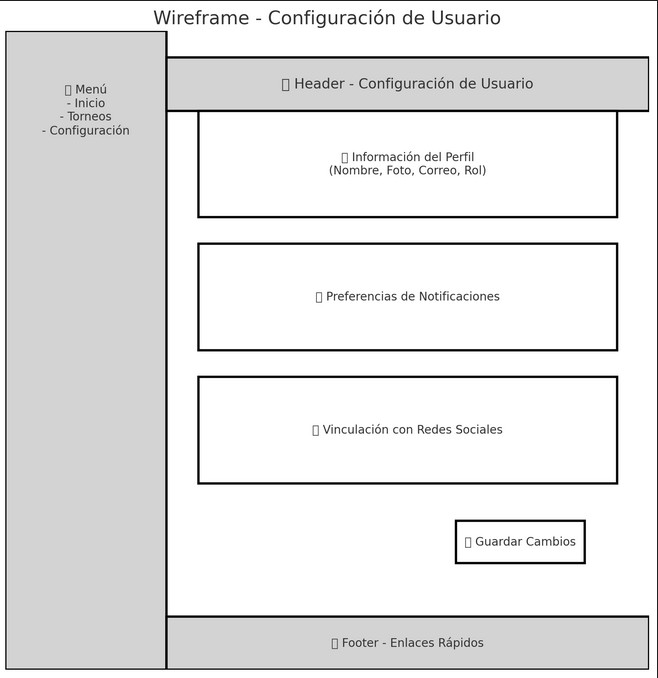 Wireframe - Configuración de Usuario
▯ Menú
- Inicio
- Torneos
- Configuración
▯ Header - Configuración de Usuario
▯ Información del Perfil
(Nombre, Foto, Correo, Rol)
▯ Preferencias de Notificaciones
▯ Vinculación con Redes Sociales
▯ Guardar Cambios
▯ Footer - Enlaces Rápidos